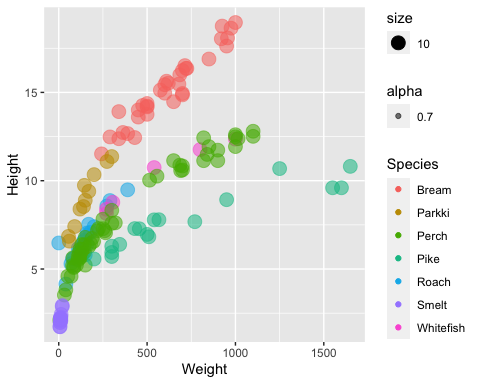 size
10
alpha
0.7
Species
Bream
Parkki
Perch
Pike
Roach
Smelt
Whitefish
Height
15
10
5
0
500
1000
1500
Weight